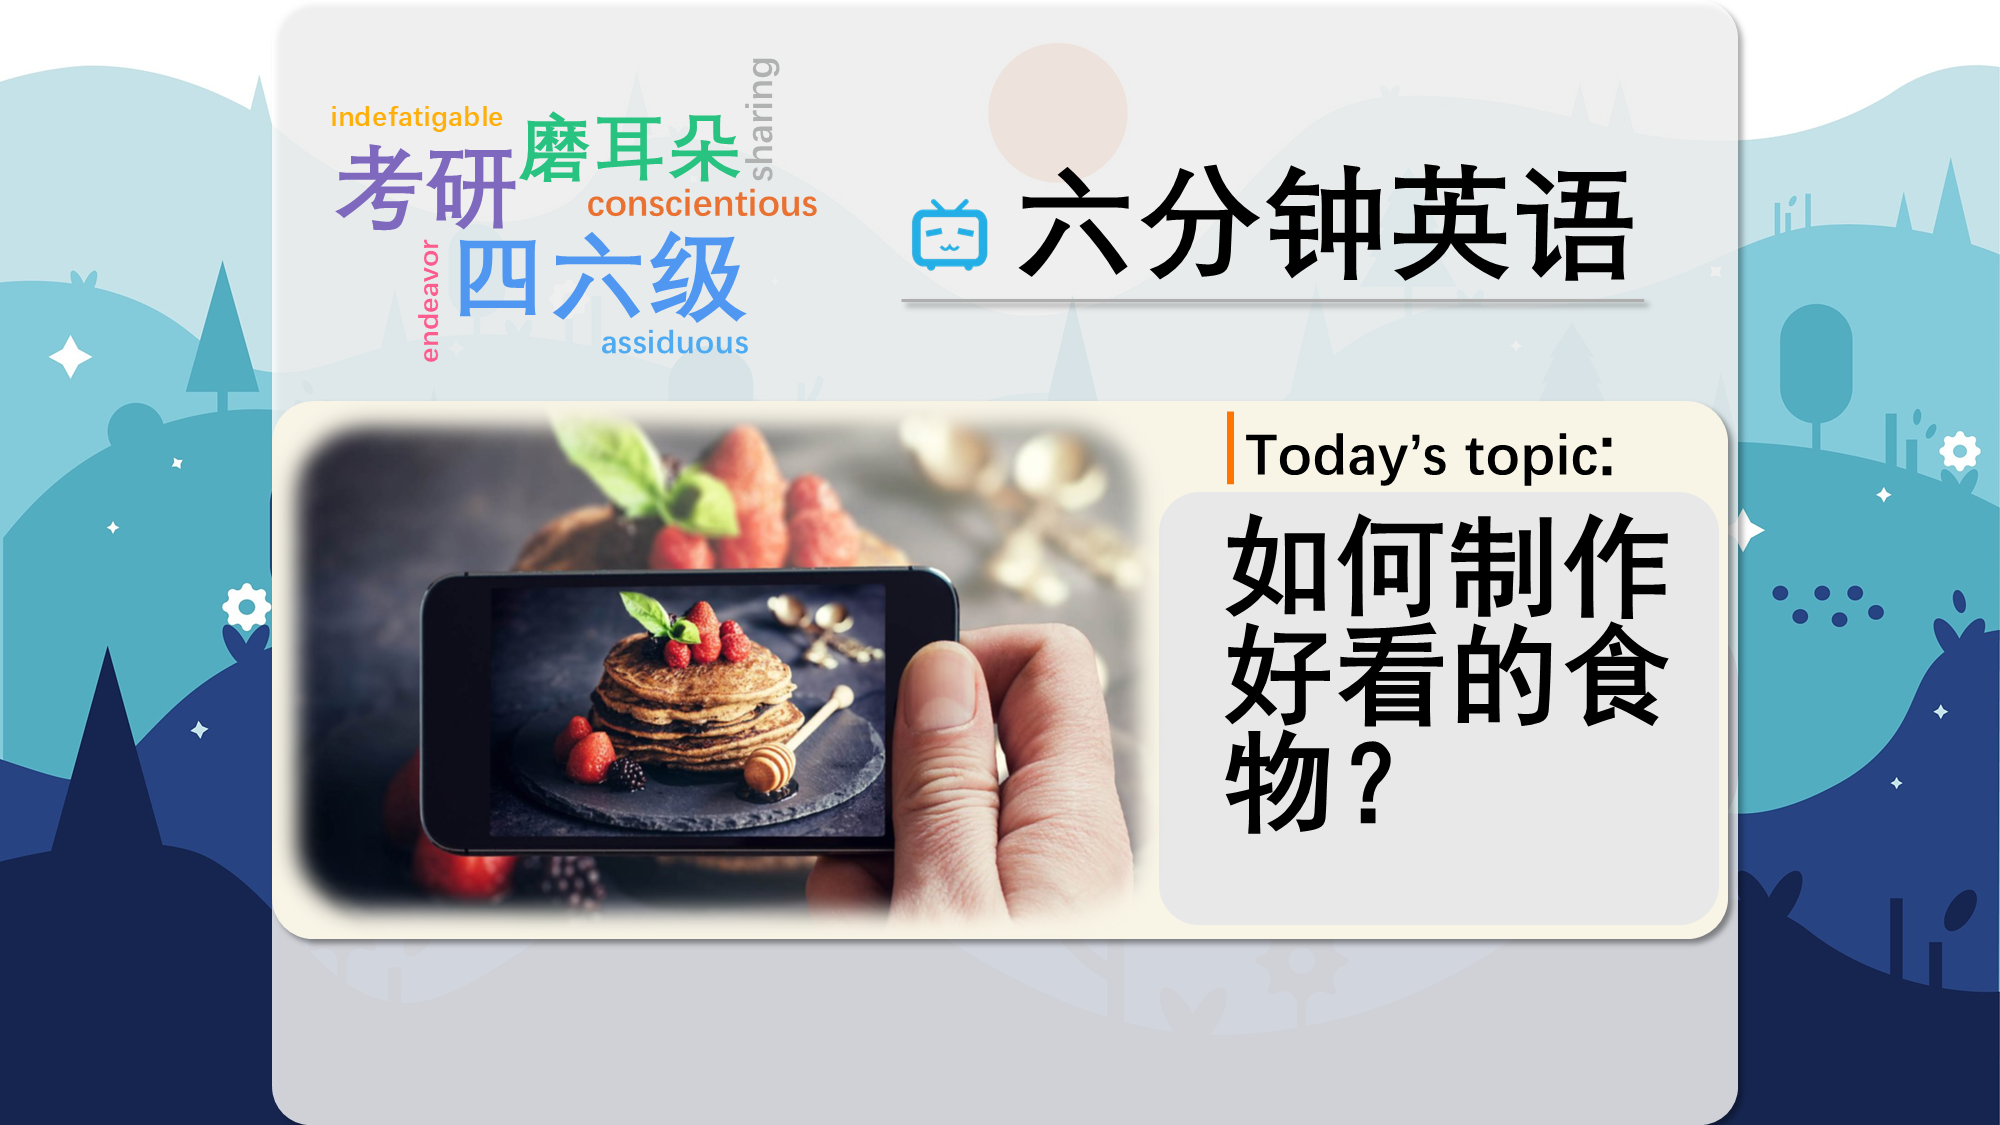 indefatigable
考研
磨耳朵
sharing
conscientious
endeavor
四六级
assiduous
六分钟英语
Today’s topic:
如何制作
好看的食
物？